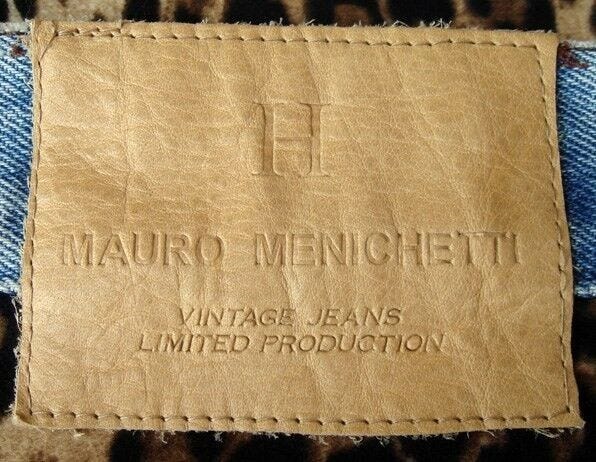 H
MAURO MENICHETTI
VINTAGE JEANS
LIMITED PRODUCTION